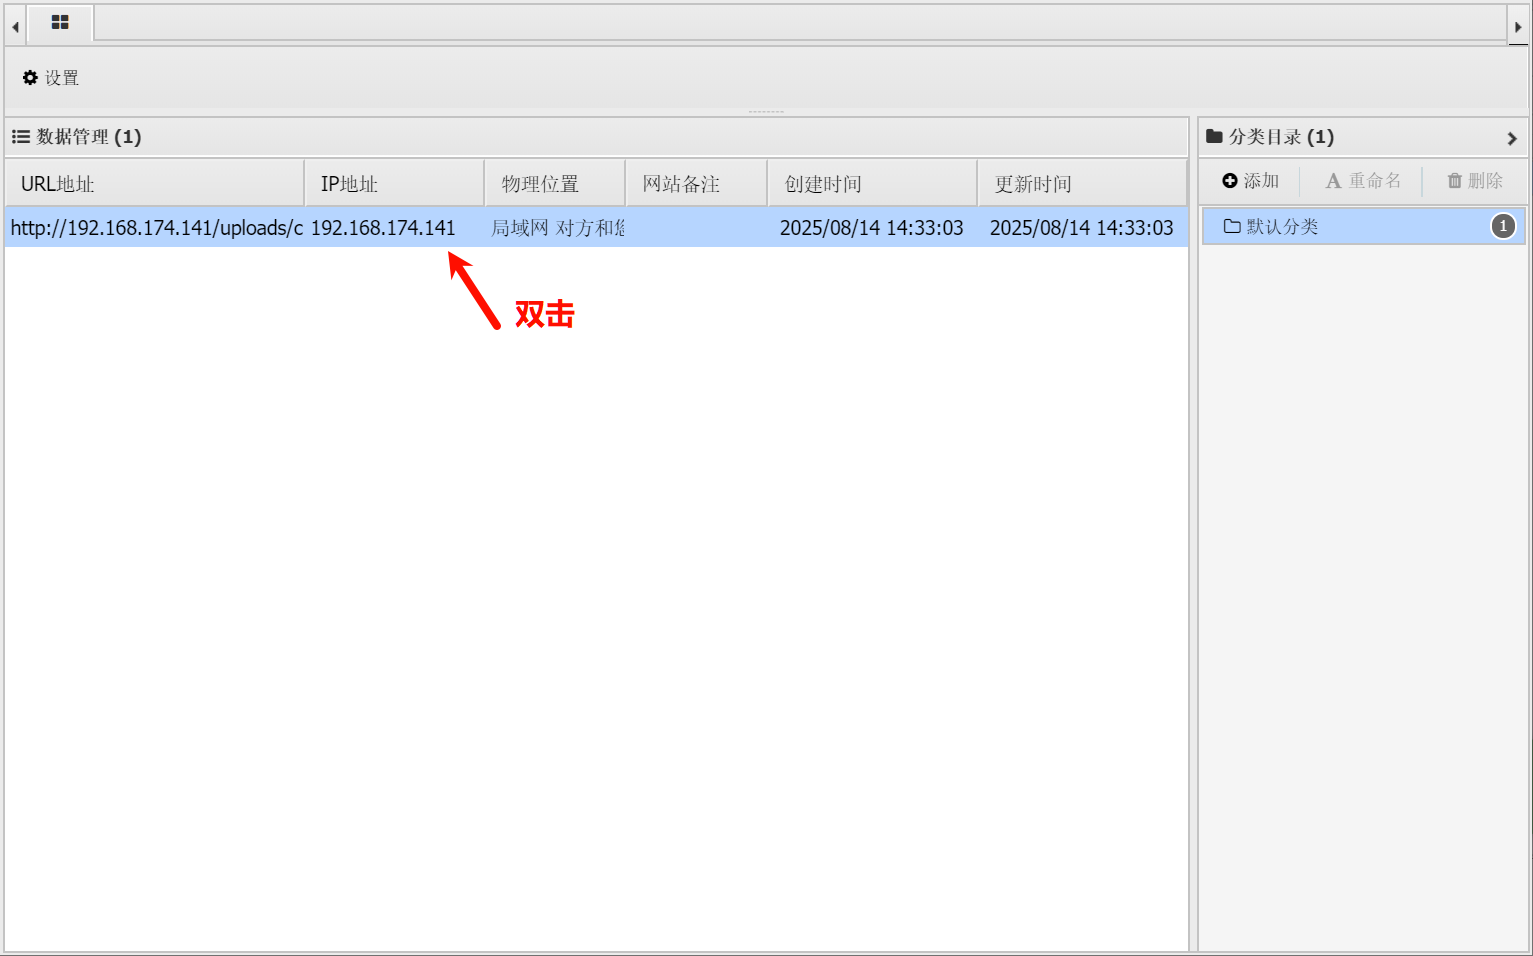 设置
数据管理 (1)
URL地址 IP地址 物理位置 网站备注 创建时间 更新时间
http://192.168.174.141/uploads/c 192.168.174.141 局域网 对方和您 2025/08/14 14:33:03 2025/08/14 14:33:03
双击
分类目录 (1)
添加 A 重命名 删除
默认分类 1